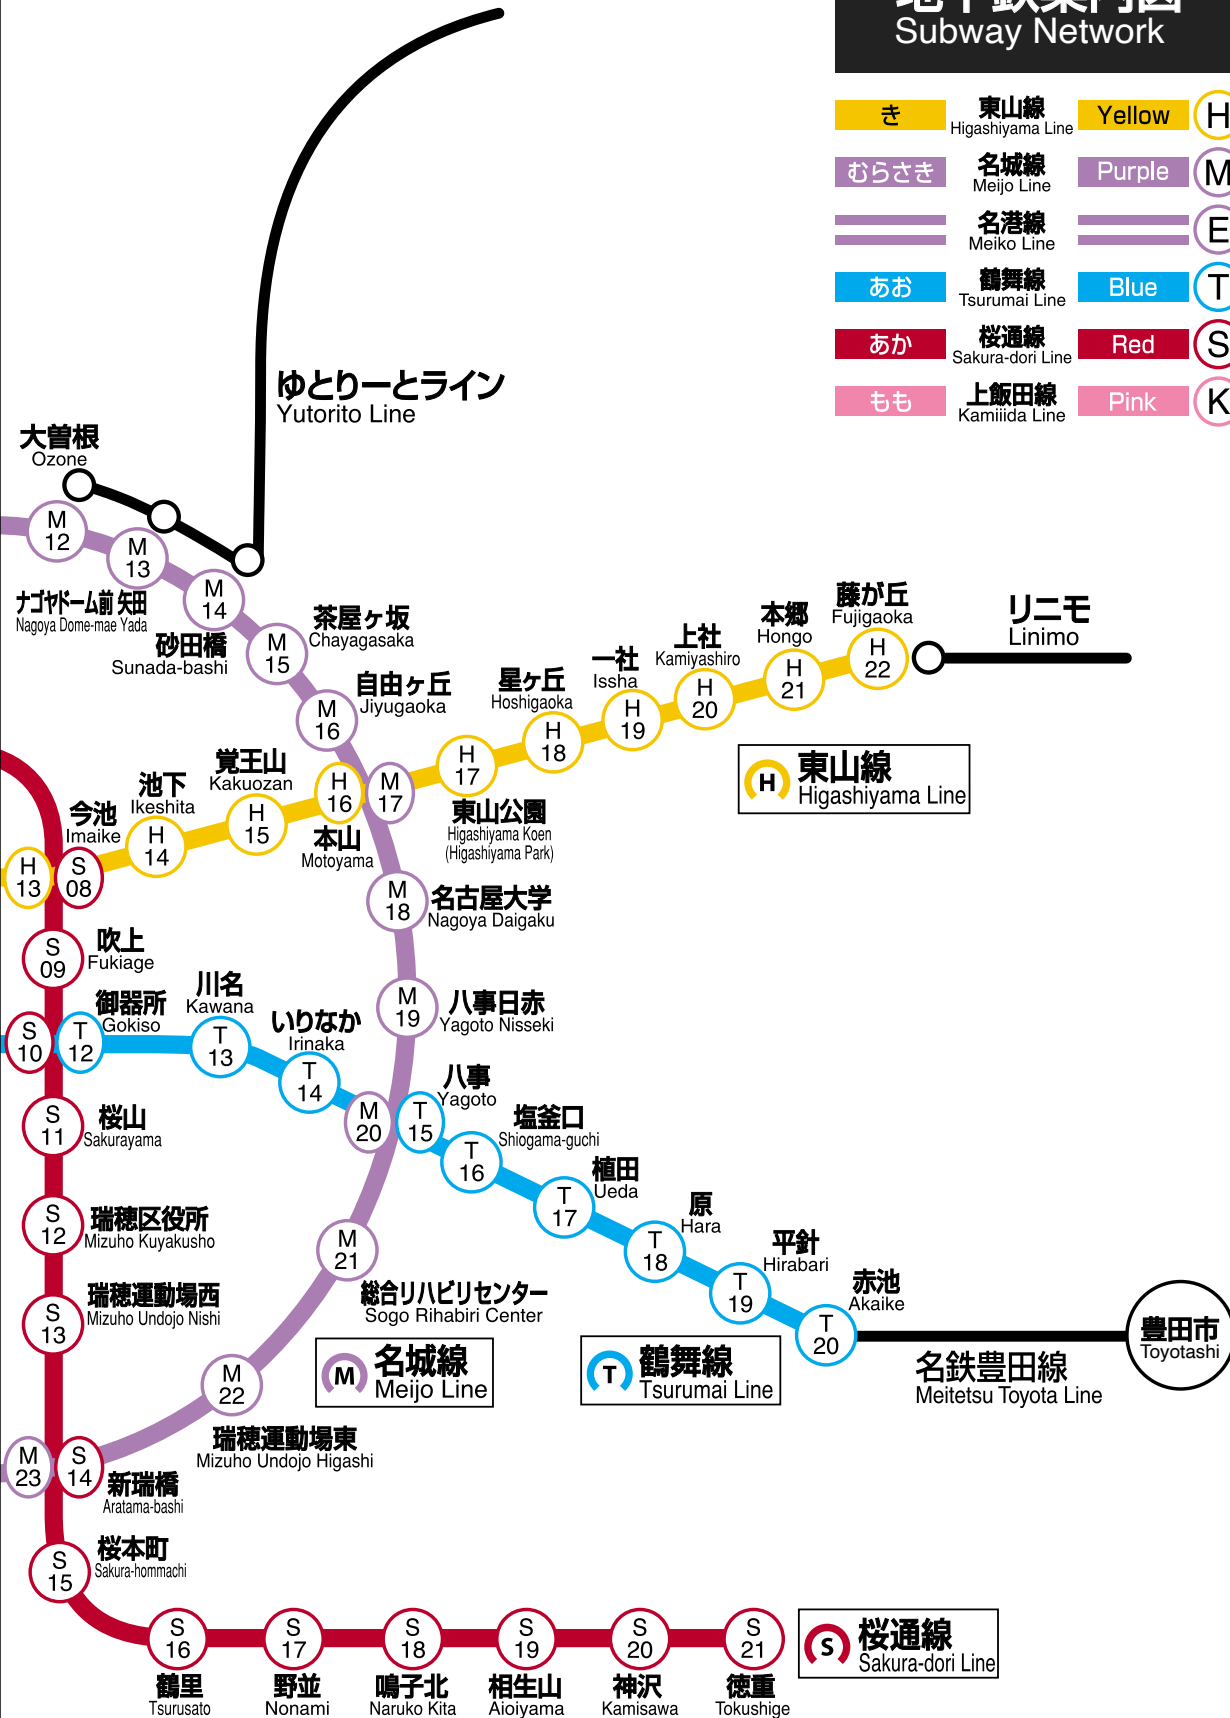 地下鉄案内図
Subway Network
き 東山線 Yellow H
Higashiyama Line
むらさき 名城線 Purple M
Meijo Line
名港線 E
Meiko Line
あお 鶴舞線 Blue T
Tsurumai Line
あか 桜通線 Red S
Sakura-dori Line
もも 上飯田線 Pink K
Kamiiida Line
ゆとりーとライン
Yutorito Line
大曽根
Ozone
M
12
M
13
ナゴヤドーム前 矢田
Nagoya Dome-mae Yada
M
14
砂田橋
Sunada-bashi
M
15
茶屋ヶ坂
Chayagasaka
M
16
自由ヶ丘
Jiyugaoka
星ヶ丘
Hoshigaoka
H
18
一社
Issha
H
19
上社
Kamiyashiro
H
20
本郷
Hongo
H
21
藤が丘
Fujigaoka
H
22
リニモ
Linimo
H 東山線
Higashiyama Line
今池
Imaike
H
13
S
08
池下
Ikeshita
H
14
覚王山
Kakuozan
H
15
H
16
M
17
本山
Motoyama
H
17
東山公園
Higashiyama Koen
(Higashiyama Park)
M
18
名古屋大学
Nagoya Daigaku
S
09
吹上
Fukiage
M
19
八事日赤
Yagoto Nisseki
S
10
T
12
御器所
Gokiso
川名
Kawana
T
13
いりなか
Irinaka
T
14
M
20
T
15
八事
Yagoto
塩釜口
Shiogama-guchi
T
16
植田
Ueda
T
17
原
Hara
T
18
平針
Hirabari
T
19
赤池
Akaike
T
20
豊田市
Toyotashi
名鉄豊田線
Meitetsu Toyota Line
S
11
桜山
Sakurayama
S
12
瑞穂区役所
Mizuho Kuyakusho
S
13
瑞穂運動場西
Mizuho Undojo Nishi
M
21
総合リハビリセンター
Sogo Rihabiri Center
M 名城線
Meijo Line
T 鶴舞線
Tsurumai Line
M
22
瑞穂運動場東
Mizuho Undojo Higashi
M
23
S
14
新瑞橋
Aratama-bashi
S
15
桜本町
Sakura-hommachi
S
16
鶴里
Tsurusato
S
17
野並
Nonami
S
18
鳴子北
Naruko Kita
S
19
相生山
Aioiyama
S
20
神沢
Kamisawa
S
21
徳重
Tokushige
S 桜通線
Sakura-dori Line